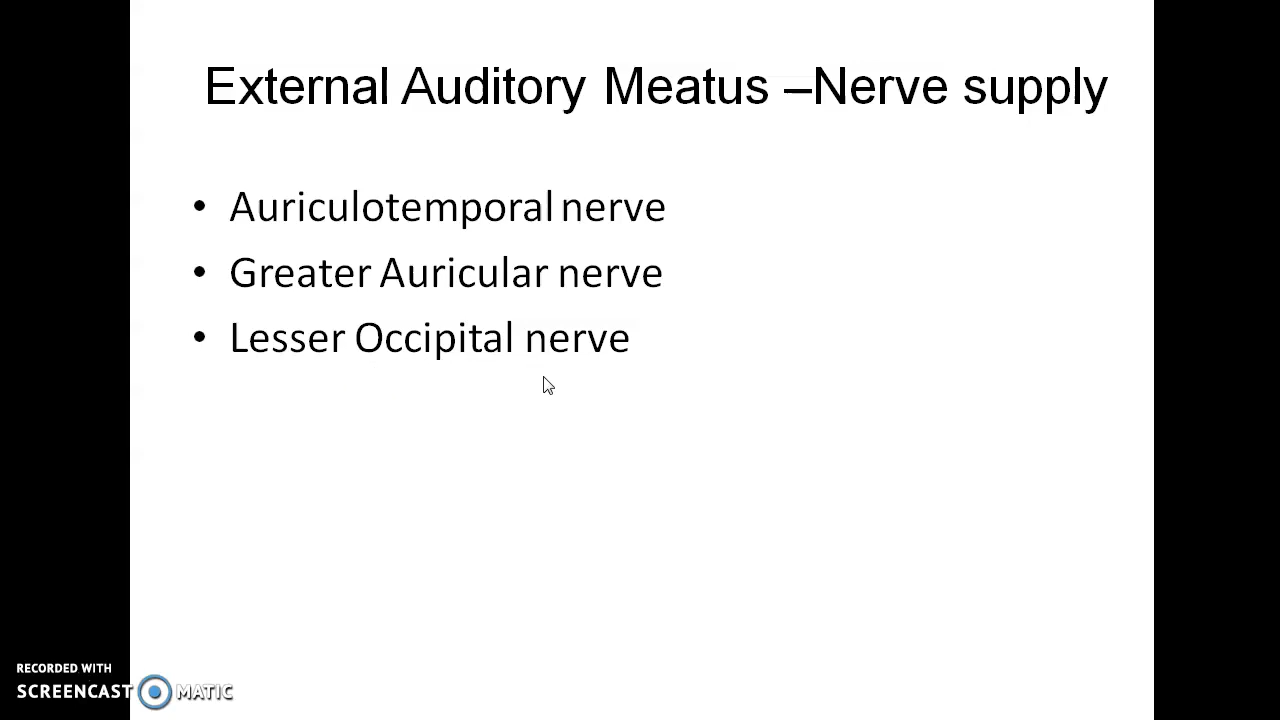 External Auditory Meatus –Nerve supply
• Auriculotemporal nerve
• Greater Auricular nerve
• Lesser Occipital nerve
RECORDED WITH
SCREENCAST MATIC